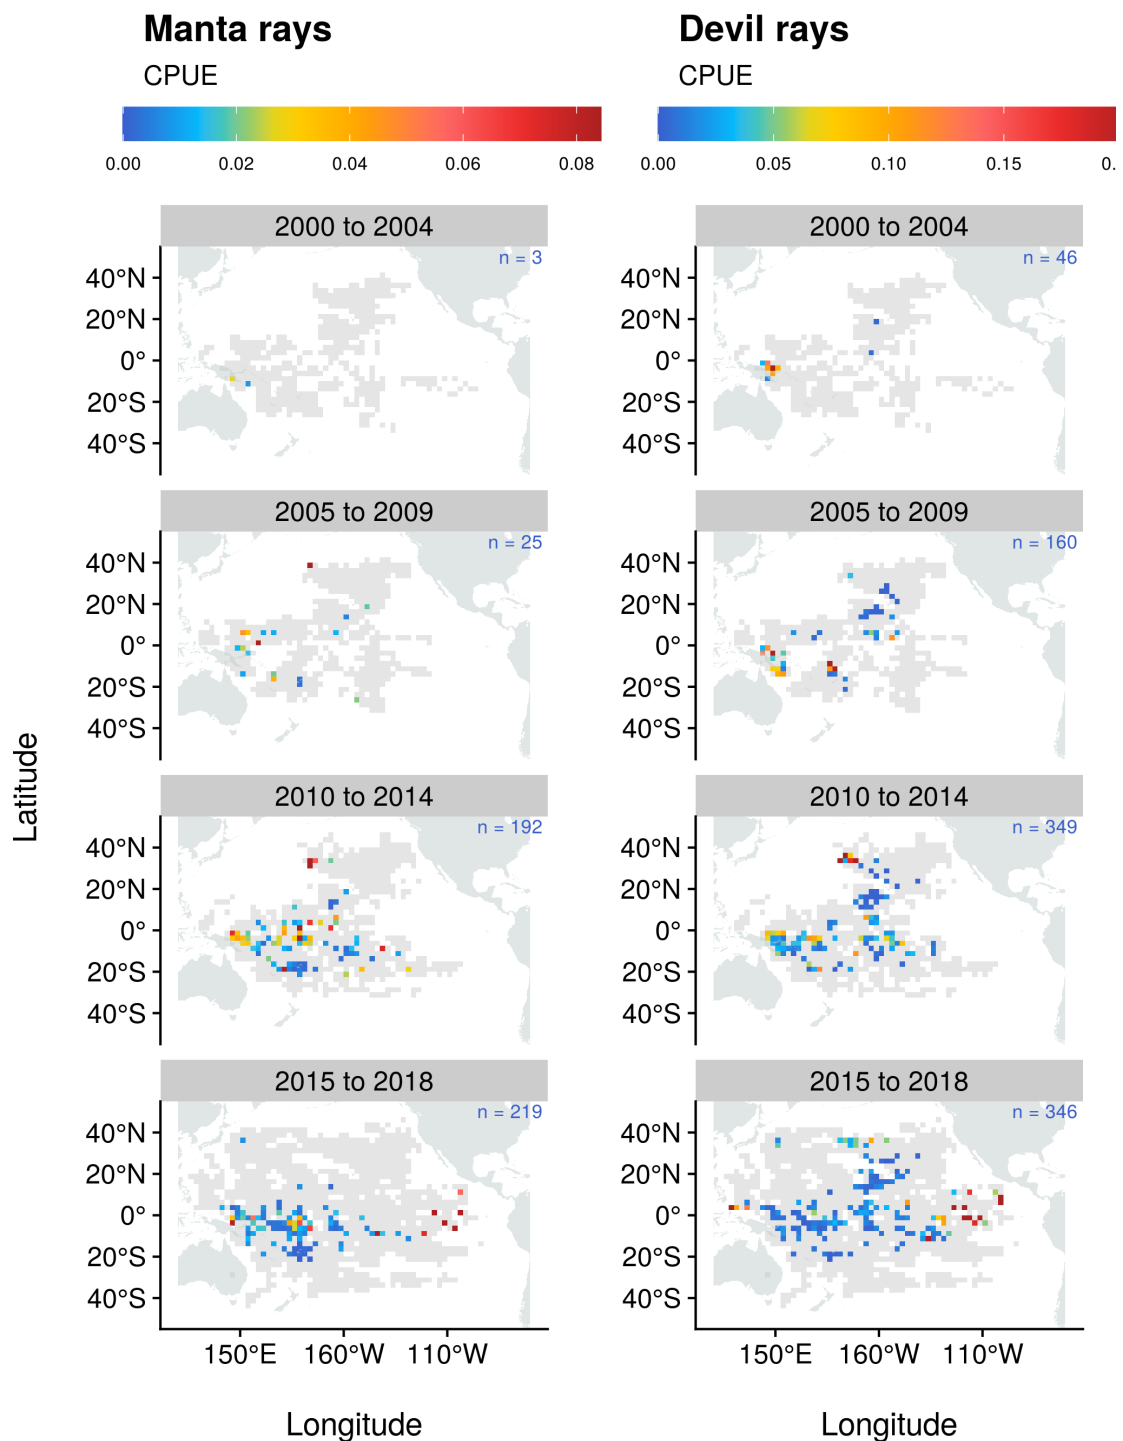 Manta rays
Devil rays
CPUE
CPUE
0.00 0.02 0.04 0.06 0.08
0.00 0.05 0.10 0.15 0.
2000 to 2004
2000 to 2004
n = 3
n = 46
40°N
20°N
0°
20°S
40°S
40°N
20°N
0°
20°S
40°S
2005 to 2009
2005 to 2009
n = 25
n = 160
40°N
20°N
0°
20°S
40°S
40°N
20°N
0°
20°S
40°S
Latitude
2010 to 2014
2010 to 2014
n = 192
n = 349
40°N
20°N
0°
20°S
40°S
40°N
20°N
0°
20°S
40°S
2015 to 2018
2015 to 2018
n = 219
n = 346
40°N
20°N
0°
20°S
40°S
40°N
20°N
0°
20°S
40°S
150°E 160°W 110°W
150°E 160°W 110°W
Longitude
Longitude